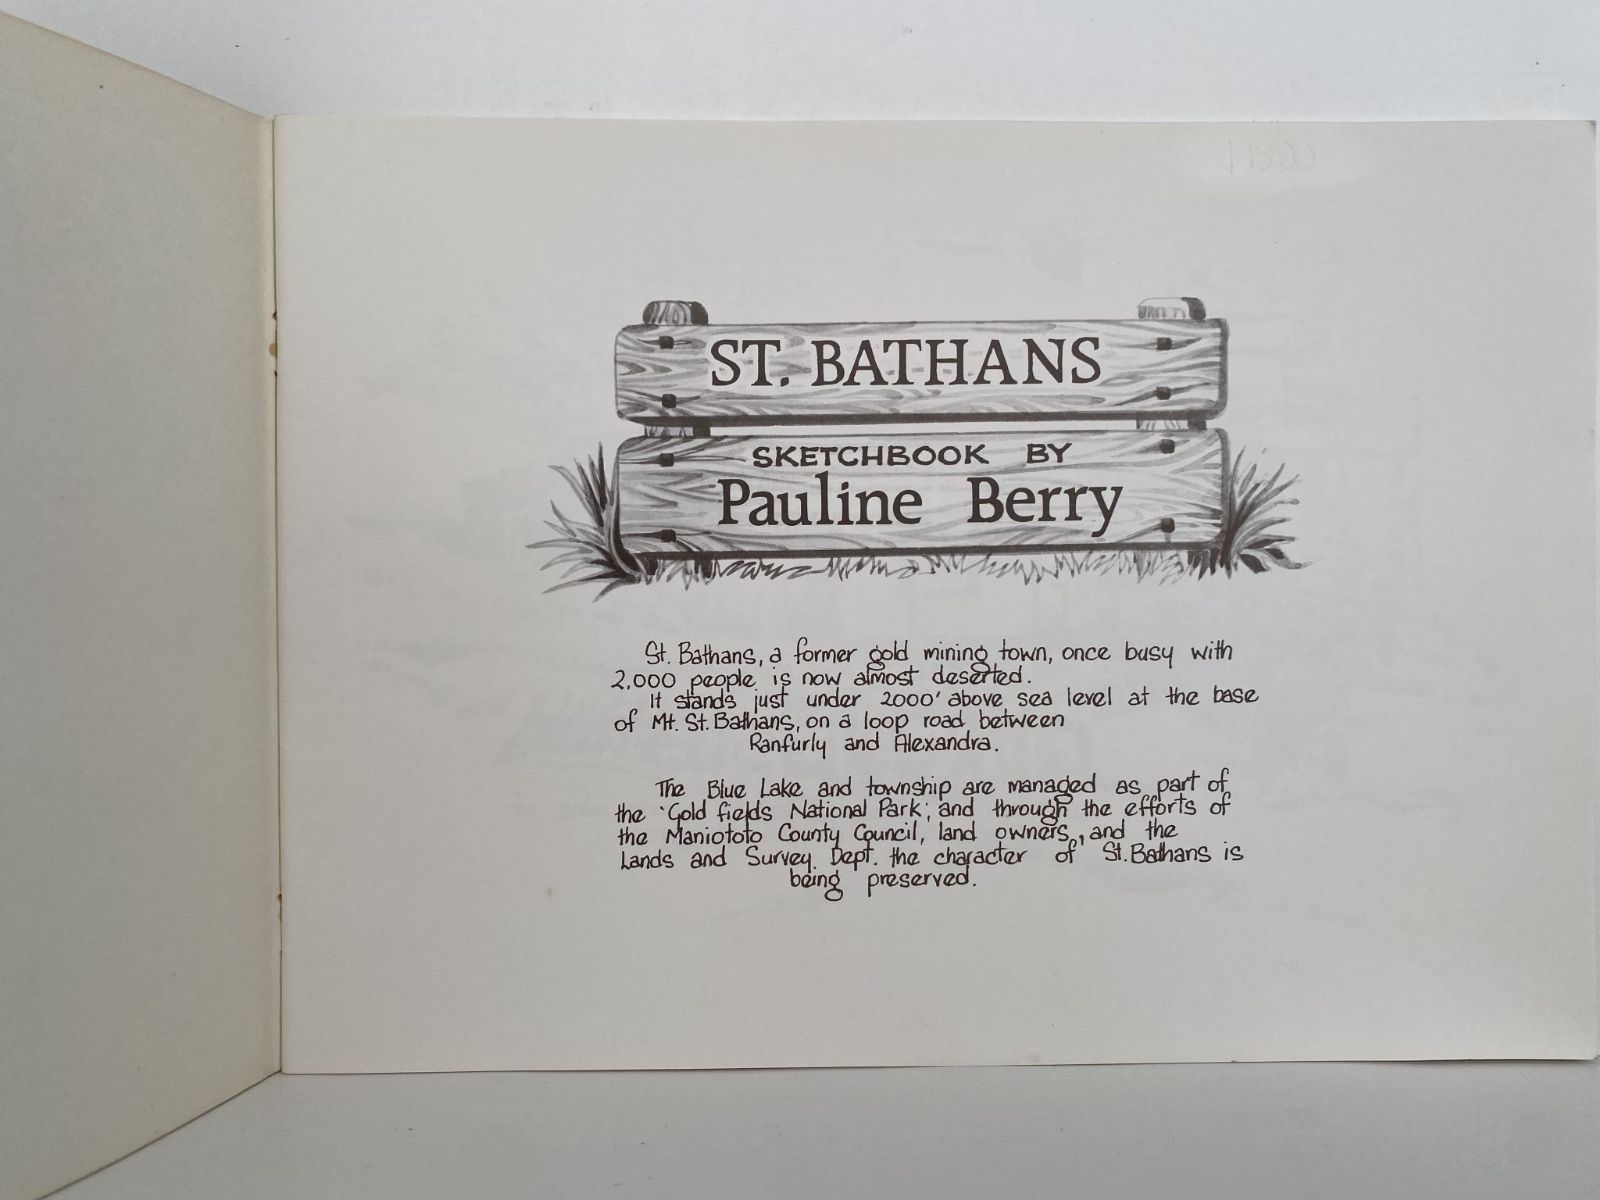 ST. BATHANS
SKETCHBOOK BY
Pauline Berry
St. Bathans, a former gold mining town, once busy with
2,000 people is now almost deserted.
It stands just under 2000' above sea level at the base
of Mt. St. Bathans, on a loop road between
Ranfurly and Alexandra.
The Blue Lake and township are managed as part of
the 'Gold fields National Park', and through the efforts of
the Maniototo County Council, land owners, and the
Lands and Survey. Dept. the character of St. Bathans is
being preserved.